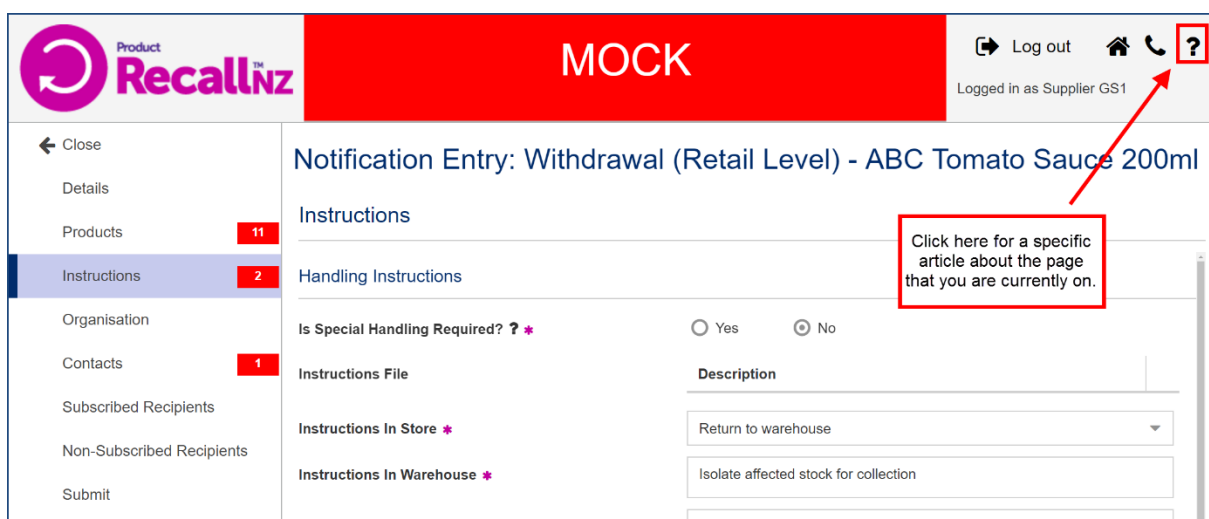 Product
RecallNZ
TM
MOCK
Log out
?
Logged in as Supplier GS1
Close
Details
Products 11
Instructions 2
Organisation
Contacts 1
Subscribed Recipients
Non-Subscribed Recipients
Submit
Notification Entry: Withdrawal (Retail Level) - ABC Tomato Sauce 200ml
Instructions
Click here for a specific
article about the page
that you are currently on.
Handling Instructions
Is Special Handling Required? ? * Yes No
Instructions File Description
Instructions In Store * Return to warehouse
Instructions In Warehouse * Isolate affected stock for collection